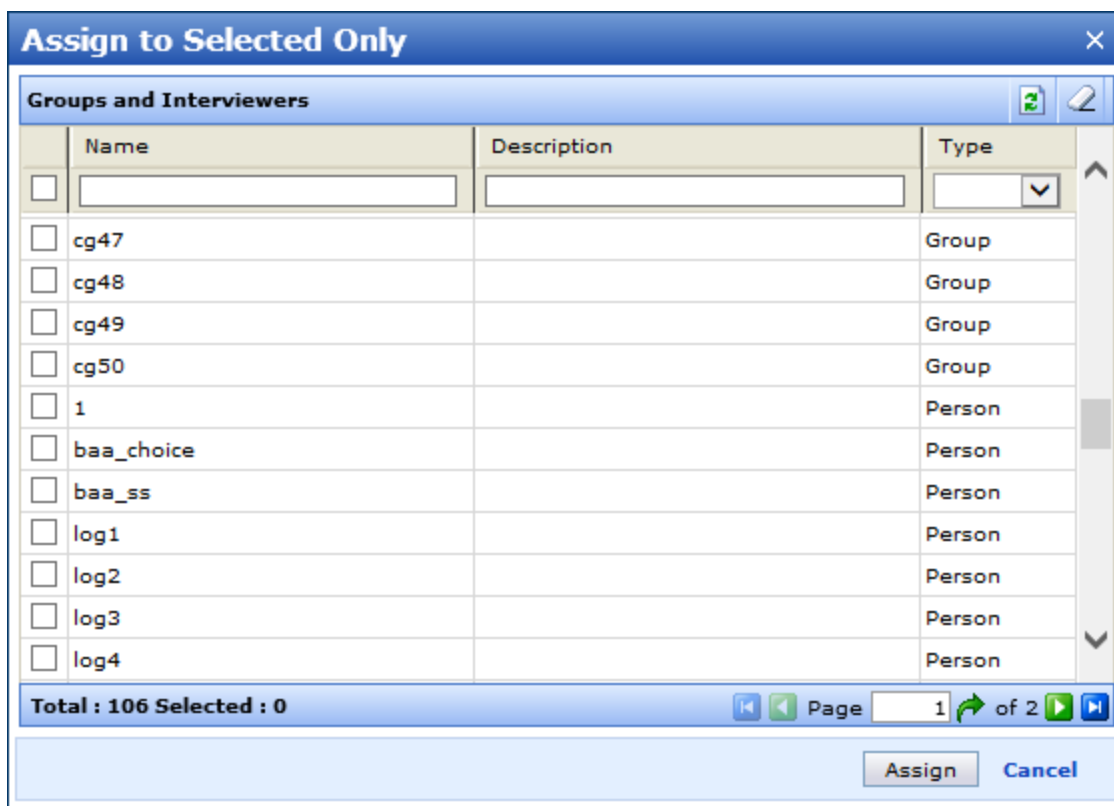 Assign to Selected Only
Groups and Interviewers
Name Description Type
cg47 Group
cg48 Group
cg49 Group
cg50 Group
1 Person
baa_choice Person
baa_ss Person
log1 Person
log2 Person
log3 Person
log4 Person
Total : 106 Selected : 0 Page 1 of 2
Assign Cancel